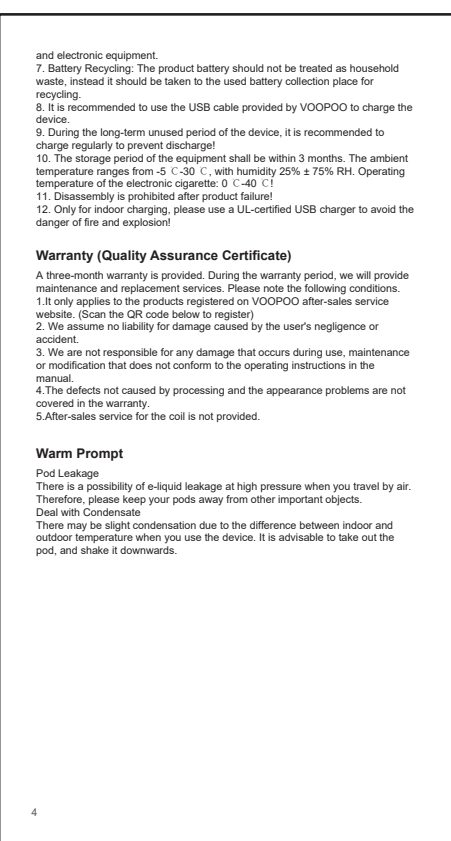 and electronic equipment.
7. Battery Recycling: The product battery should not be treated as household
waste, instead it should be taken to the used battery collection place for
recycling.
8. It is recommended to use the USB cable provided by VOOPOO to charge the
device.
9. During the long-term unused period of the device, it is recommended to
charge regularly to prevent discharge!
10. The storage period of the equipment shall be within 3 months. The ambient
temperature ranges from -5 ℃-30 ℃, with humidity 25% ± 75% RH. Operating
temperature of the electronic cigarette: 0 ℃-40 ℃!
11. Disassembly is prohibited after product failure!
12. Only for indoor charging, please use a UL-certified USB charger to avoid the
danger of fire and explosion!
Warranty (Quality Assurance Certificate)
A three-month warranty is provided. During the warranty period, we will provide
maintenance and replacement services. Please note the following conditions.
1.It only applies to the products registered on VOOPOO after-sales service
website. (Scan the QR code below to register)
2. We assume no liability for damage caused by the user's negligence or
accident.
3. We are not responsible for any damage that occurs during use, maintenance
or modification that does not conform to the operating instructions in the
manual.
4.The defects not caused by processing and the appearance problems are not
covered in the warranty.
5.After-sales service for the coil is not provided.
Warm Prompt
Pod Leakage
There is a possibility of e-liquid leakage at high pressure when you travel by air.
Therefore, please keep your pods away from other important objects.
Deal with Condensate
There may be slight condensation due to the difference between indoor and
outdoor temperature when you use the device. It is advisable to take out the
pod, and shake it downwards.
4